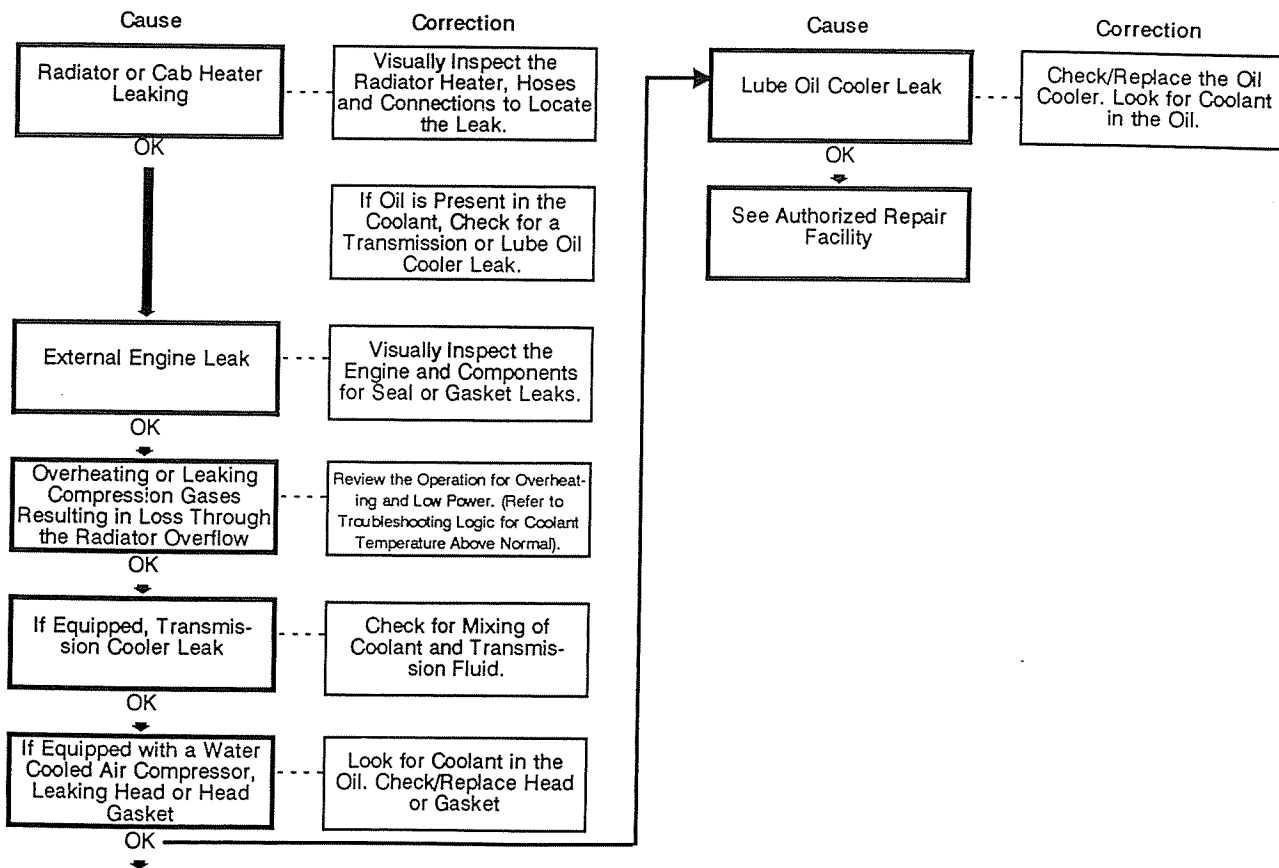 Cause
Correction
Radiator or Cab Heater
Leaking
Visually Inspect the
Radiator Heater, Hoses
and Connections to Locate
the Leak.
OK
If Oil is Present in the
Coolant, Check for a
Transmission or Lube Oil
Cooler Leak.
External Engine Leak
Visually Inspect the
Engine and Components
for Seal or Gasket Leaks.
OK
Overheating or Leaking
Compression Gases
Resulting in Loss Through
the Radiator Overflow
Review the Operation for Overheat-
ing and Low Power. (Refer to
Troubleshooting Logic for Coolant
Temperature Above Normal).
OK
If Equipped, Transmis-
sion Cooler Leak
Check for Mixing of
Coolant and Transmis-
sion Fluid.
OK
If Equipped with a Water
Cooled Air Compressor,
Leaking Head or Head
Gasket
Look for Coolant in the
Oil. Check/Replace Head
or Gasket
OK
Cause
Correction
Lube Oil Cooler Leak
Check/Replace the Oil
Cooler. Look for Coolant
in the Oil.
OK
See Authorized Repair
Facility